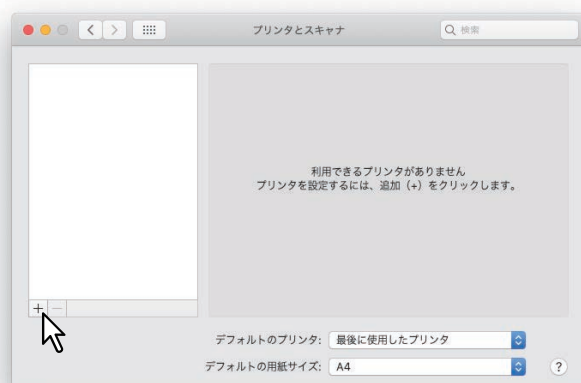 プリンタとスキャナ
検索
利用できるプリンタがありません
プリンタを設定するには、追加（+）をクリックします。
+ −
デフォルトのプリンタ: 最後に使用したプリンタ
デフォルトの用紙サイズ: A4 ?